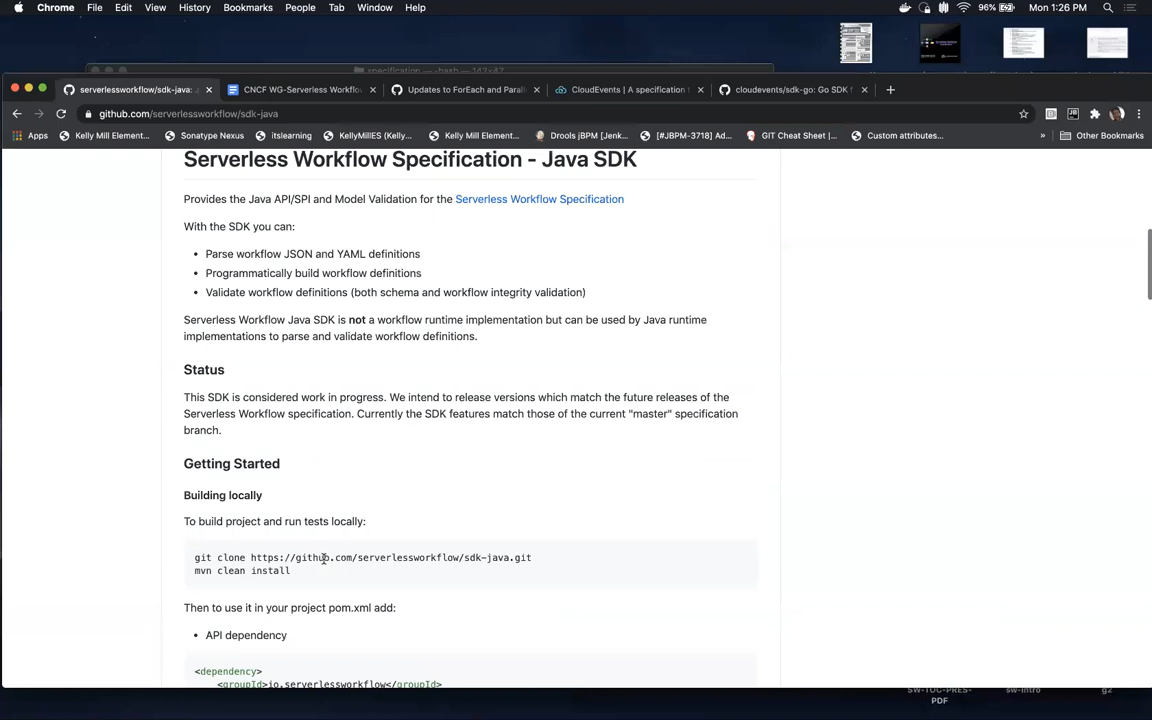 Chrome File Edit View History Bookmarks People Tab Window Help 96% Mon 1:26 PM
specification — -bash — 142×47
serverlessworkflow/sdk-java: CNCF WG-Serverless Workflow Updates to ForEach and Parall CloudEvents | A specification f cloudevents/sdk-go: Go SDK f
github.com/serverlessworkflow/sdk-java
Apps Kelly Mill Element... Sonatype Nexus itslearning KellyMillES (Kelly... Kelly Mill Element... Drools jBPM [Jenk... [#JBPM-3718] Ad... GIT Cheat Sheet |... Custom attributes... » Other Bookmarks
Serverless Workflow Specification - Java SDK
Provides the Java API/SPI and Model Validation for the Serverless Workflow Specification
With the SDK you can:
• Parse workflow JSON and YAML definitions
• Programmatically build workflow definitions
• Validate workflow definitions (both schema and workflow integrity validation)
Serverless Workflow Java SDK is not a workflow runtime implementation but can be used by Java runtime
implementations to parse and validate workflow definitions.
Status
This SDK is considered work in progress. We intend to release versions which match the future releases of the
Serverless Workflow specification. Currently the SDK features match those of the current "master" specification
branch.
Getting Started
Building locally
To build project and run tests locally:
git clone https://github.com/serverlessworkflow/sdk-java.git
mvn clean install
Then to use it in your project pom.xml add:
• API dependency
<dependency>
<groupId>io.serverlessworkflow</groupId>
SW-TOC-PRES-PDF sw-intro g2